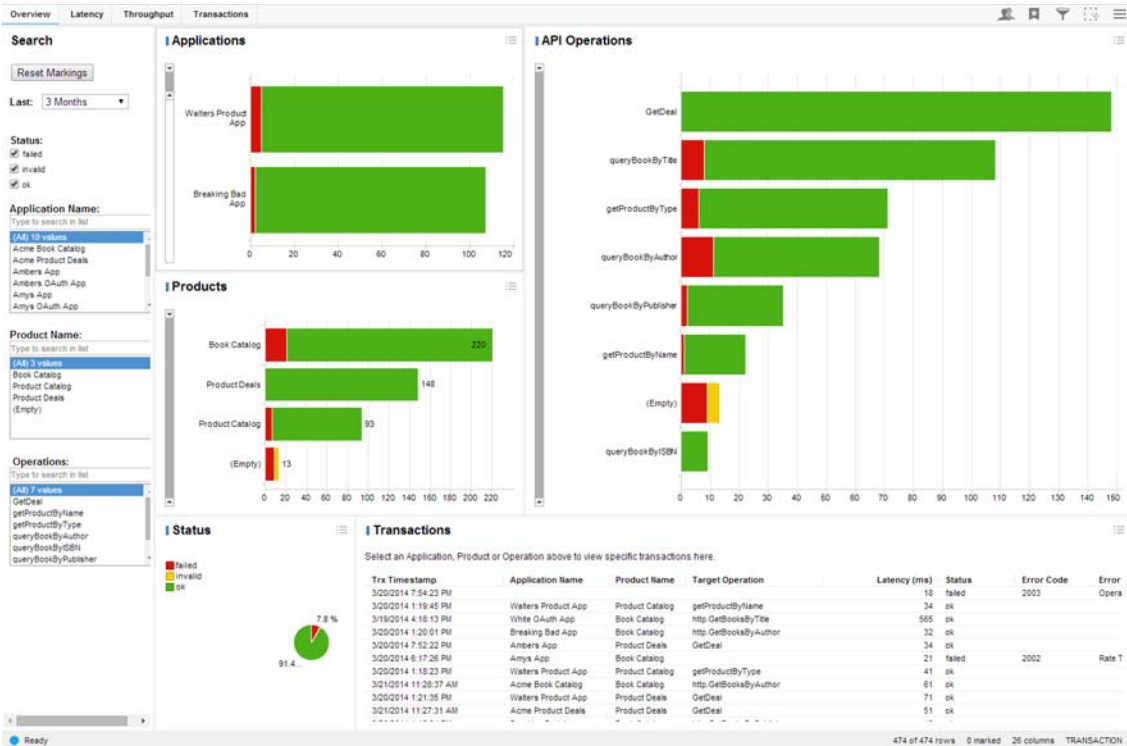 Overview Latency Throughput Transactions
Search
Reset Markings
Last: 3 Months
Status:
failed
invalid
ok
Application Name:
Type to search in list
(All) 10 values
Acme Book Catalog
Acme Product Deals
Ambers App
Ambers OAuth App
Amys App
Amys OAuth App
Product Name:
Type to search in list
(All) 3 values
Book Catalog
Product Catalog
Product Deals
(Empty)
Operations:
Type to search in list
(All) 7 values
GetDeal
getProductByName
getProductByType
queryBookByAuthor
queryBookByISBN
queryBookByPublisher
Applications
Walters Product
App
Breaking Bad
App
0 20 40 60 80 100 120
Products
Book Catalog 220
Product Deals 148
Product Catalog 93
(Empty) 13
0 20 40 60 80 100 120 140 160 180 200 220
API Operations
GetDeal
queryBookByTitle
getProductByType
queryBookByAuthor
queryBookByPublisher
getProductByName
(Empty)
queryBookByISBN
0 10 20 30 40 50 60 70 80 90 100 110 120 130 140 150
Status
failed
invalid
ok
7.8 %
91.4...
Transactions
Select an Application, Product or Operation above to view specific transactions here.
Trx Timestamp Application Name Product Name Target Operation Latency (ms) Status Error Code Error
3/20/2014 7:54:23 PM 18 failed 2003 Opera
3/20/2014 1:19:45 PM Walters Product App Product Catalog getProductByName 34 ok
3/19/2014 4:18:13 PM White OAuth App Book Catalog http.GetBooksByTitle 565 ok
3/20/2014 1:20:01 PM Breaking Bad App Book Catalog http.GetBooksByAuthor 32 ok
3/20/2014 7:52:22 PM Ambers App Product Deals GetDeal 34 ok
3/20/2014 6:17:26 PM Amys App Book Catalog 21 failed 2002 Rate T
3/20/2014 1:18:23 PM Walters Product App Product Catalog getProductByType 41 ok
3/21/2014 11:28:37 AM Acme Book Catalog Book Catalog http.GetBooksByAuthor 61 ok
3/20/2014 1:21:35 PM Walters Product App Product Deals GetDeal 71 ok
3/21/2014 11:27:31 AM Acme Product Deals Product Deals GetDeal 51 ok
Ready 474 of 474 rows 0 marked 26 columns TRANSACTION